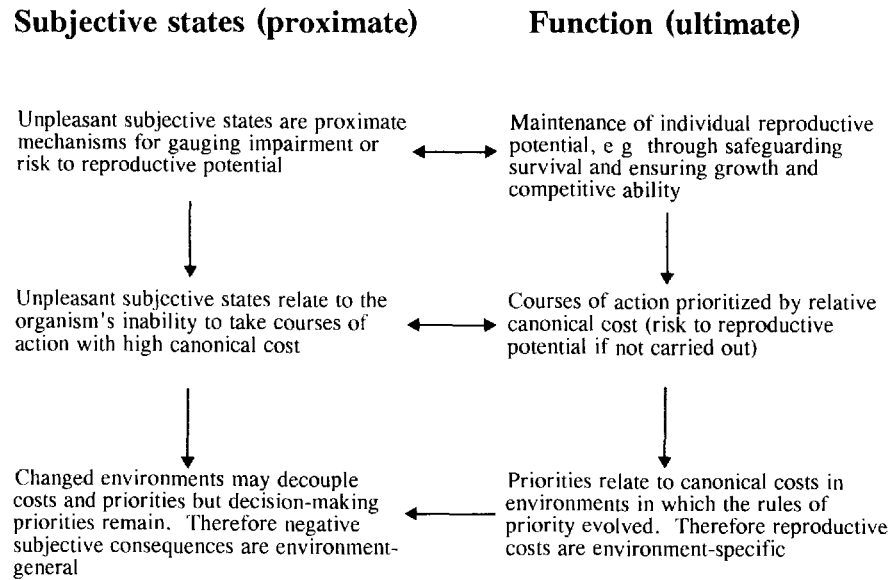 Subjective states (proximate)
Function (ultimate)
Unpleasant subjective states are proximate
mechanisms for gauging impairment or
risk to reproductive potential
Maintenance of individual reproductive
potential, e g through safeguarding
survival and ensuring growth and
competitive ability
Unpleasant subjective states relate to the
organism's inability to take courses of
action with high canonical cost
Courses of action prioritized by relative
canonical cost (risk to reproductive
potential if not carried out)
Changed environments may decouple
costs and priorities but decision-making
priorities remain. Therefore negative
subjective consequences are environment-
general
Priorities relate to canonical costs in
environments in which the rules of
priority evolved. Therefore reproductive
costs are environment-specific